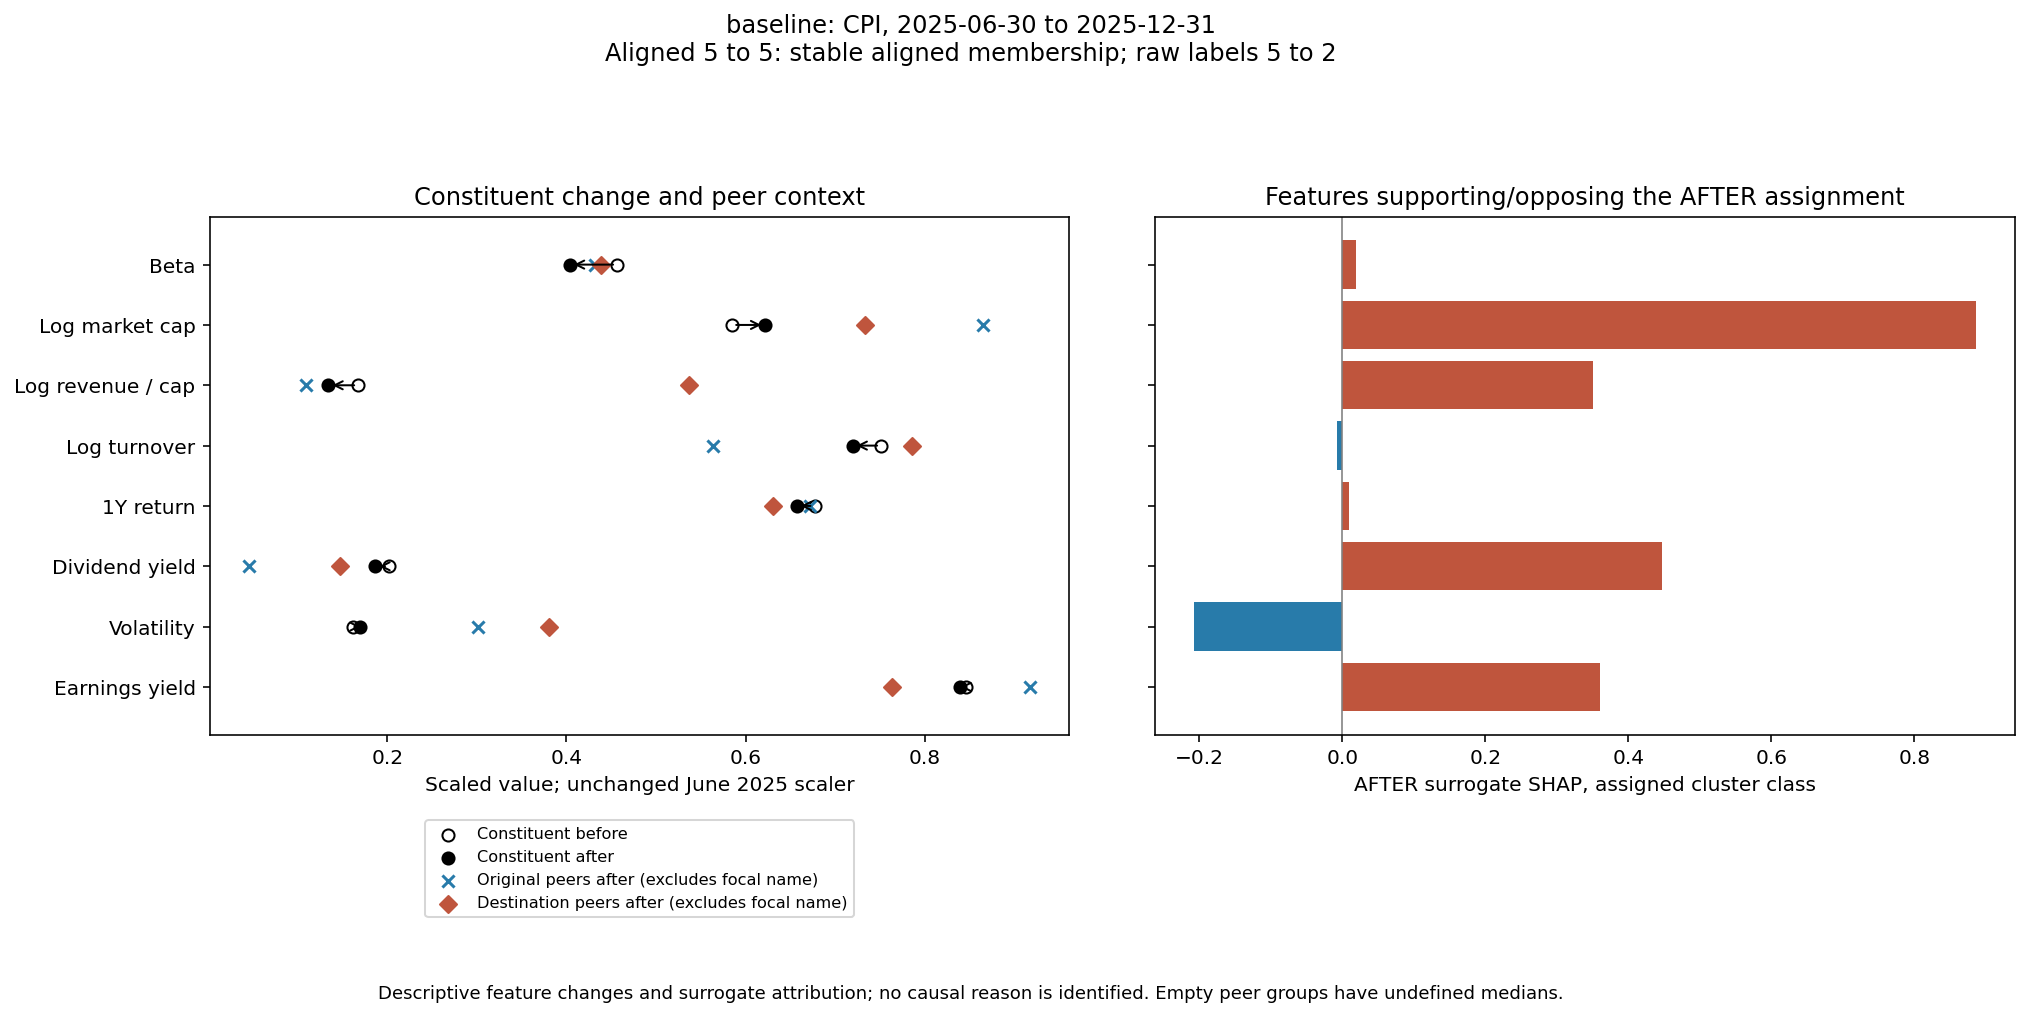 baseline: CPI, 2025-06-30 to 2025-12-31
Aligned 5 to 5: stable aligned membership; raw labels 5 to 2
Constituent change and peer context
Beta
Log market cap
Log revenue / cap
Log turnover
1Y return
Dividend yield
Volatility
Earnings yield
0.2 0.4 0.6 0.8
Scaled value; unchanged June 2025 scaler
Constituent before
Constituent after
Original peers after (excludes focal name)
Destination peers after (excludes focal name)
Features supporting/opposing the AFTER assignment
−0.2 0.0 0.2 0.4 0.6 0.8
AFTER surrogate SHAP, assigned cluster class
Descriptive feature changes and surrogate attribution; no causal reason is identified. Empty peer groups have undefined medians.